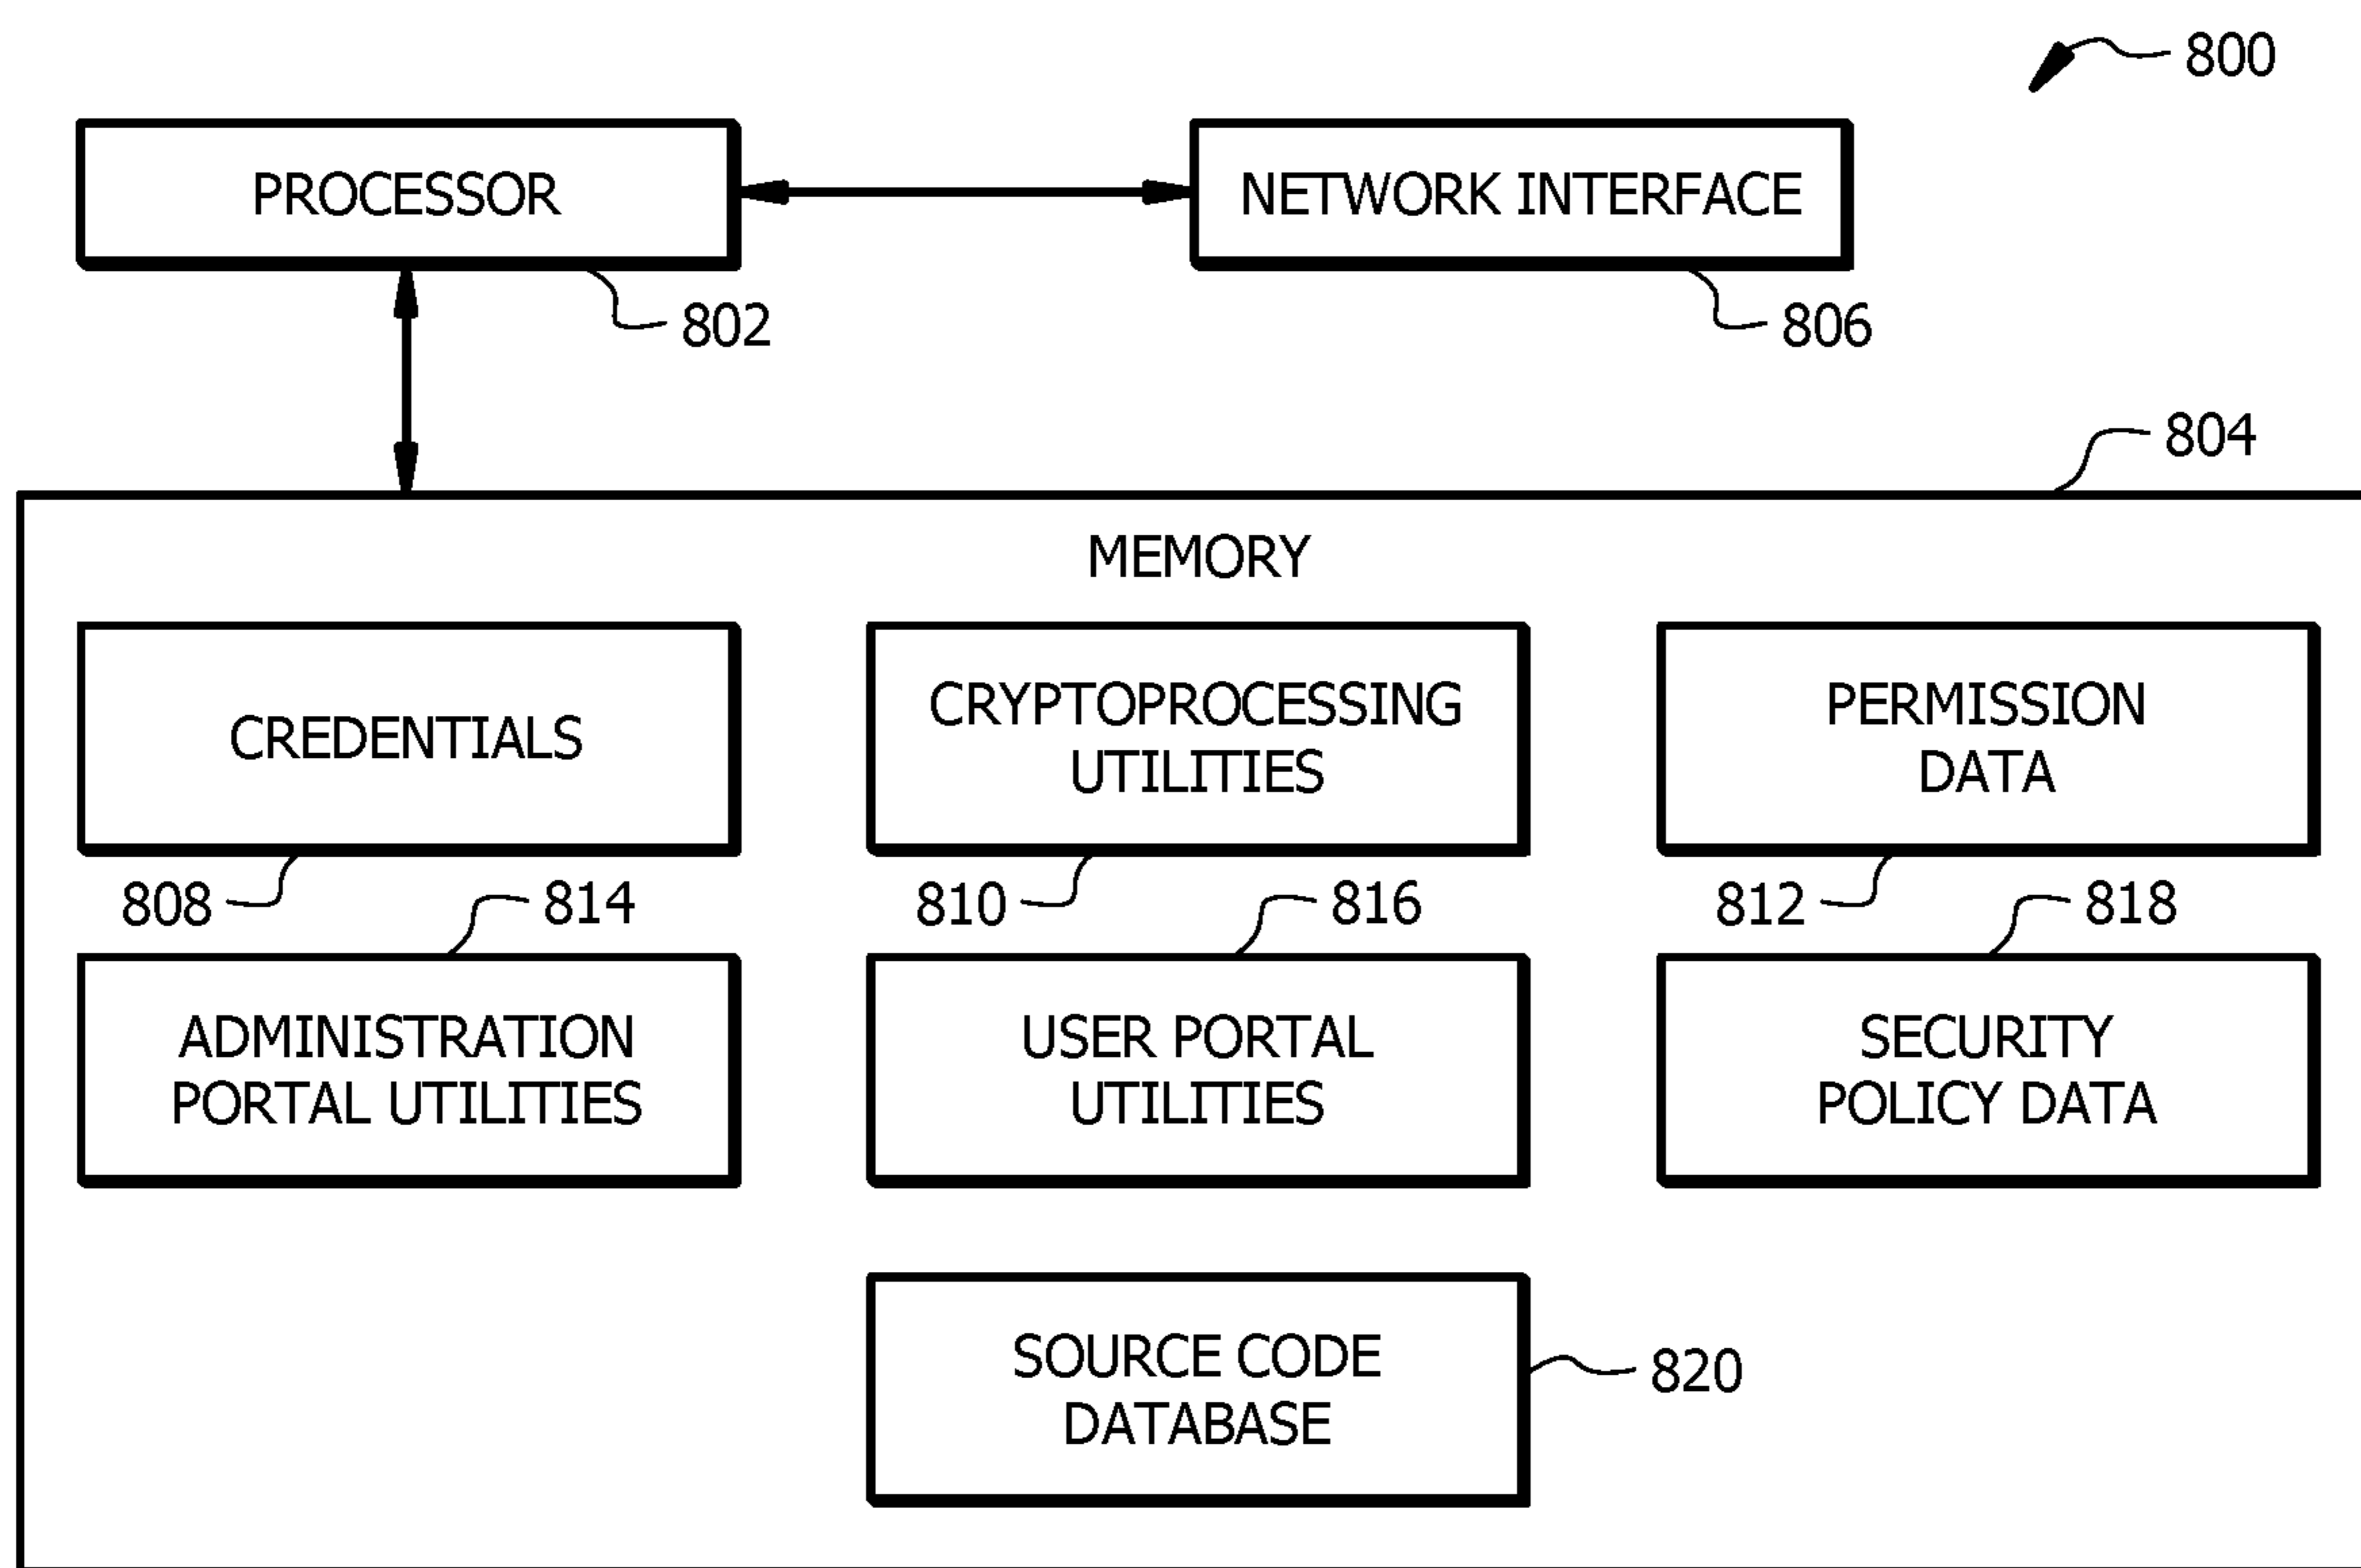 800
PROCESSOR
NETWORK INTERFACE
802
806
804
MEMORY
CREDENTIALS
CRYPTOPROCESSING
UTILITIES
PERMISSION
DATA
808
814
810
816
812
818
ADMINISTRATION
PORTAL UTILITIES
USER PORTAL
UTILITIES
SECURITY
POLICY DATA
SOURCE CODE
DATABASE
820